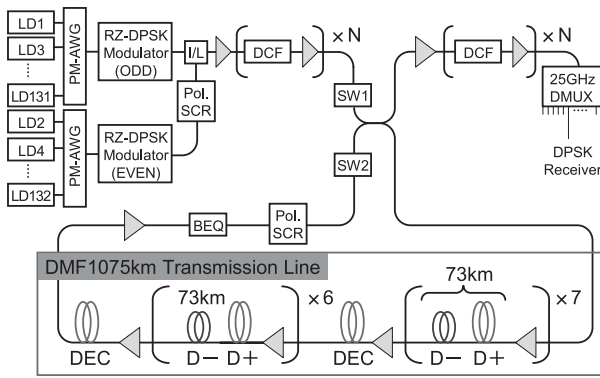 LD1
LD3
LD131
LD2
LD4
LD132
PM-AWG
PM-AWG
RZ-DPSK
Modulator
(ODD)
RZ-DPSK
Modulator
(EVEN)
I/L
Pol.
SCR
DCF
×N
SW1
SW2
DCF
×N
25GHz
DMUX
DPSK
Receiver
BEQ
Pol.
SCR
DMF1075km Transmission Line
DEC
73km
D− D+
×6
DEC
73km
D− D+
×7